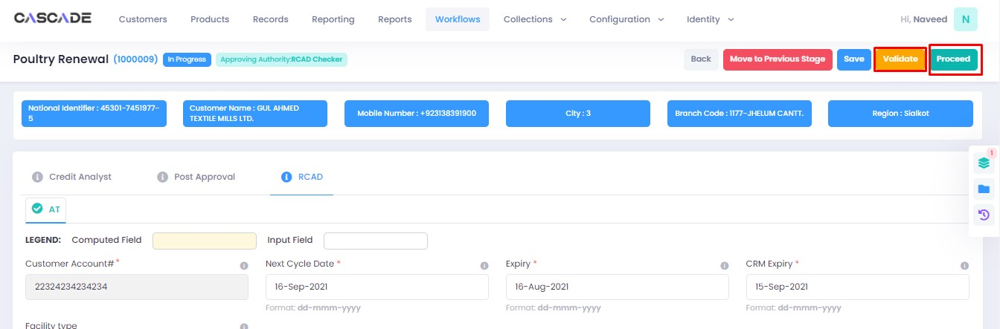 CASCADE Customers Products Records Reporting Reports Workflows Collections Configuration Identity Hi, Naveed N
Poultry Renewal (1000009) In Progress Approving Authority:RCAD Checker Back Move to Previous Stage Save Validate Proceed
National Identifier : 45301-7451977-
5
Customer Name : GUL AHMED
TEXTILE MILLS LTD.
Mobile Number : +923138391900
City : 3
Branch Code : 1177-JHELUM CANTT.
Region : Sialkot
1
Credit Analyst Post Approval RCAD
AT
LEGEND: Computed Field Input Field
Customer Account# * Next Cycle Date * Expiry * CRM Expiry *
22324234234234 16-Sep-2021 16-Aug-2021 15-Sep-2021
Format: dd-mmm-yyyy Format: dd-mmm-yyyy Format: dd-mmm-yyyy
Facility type